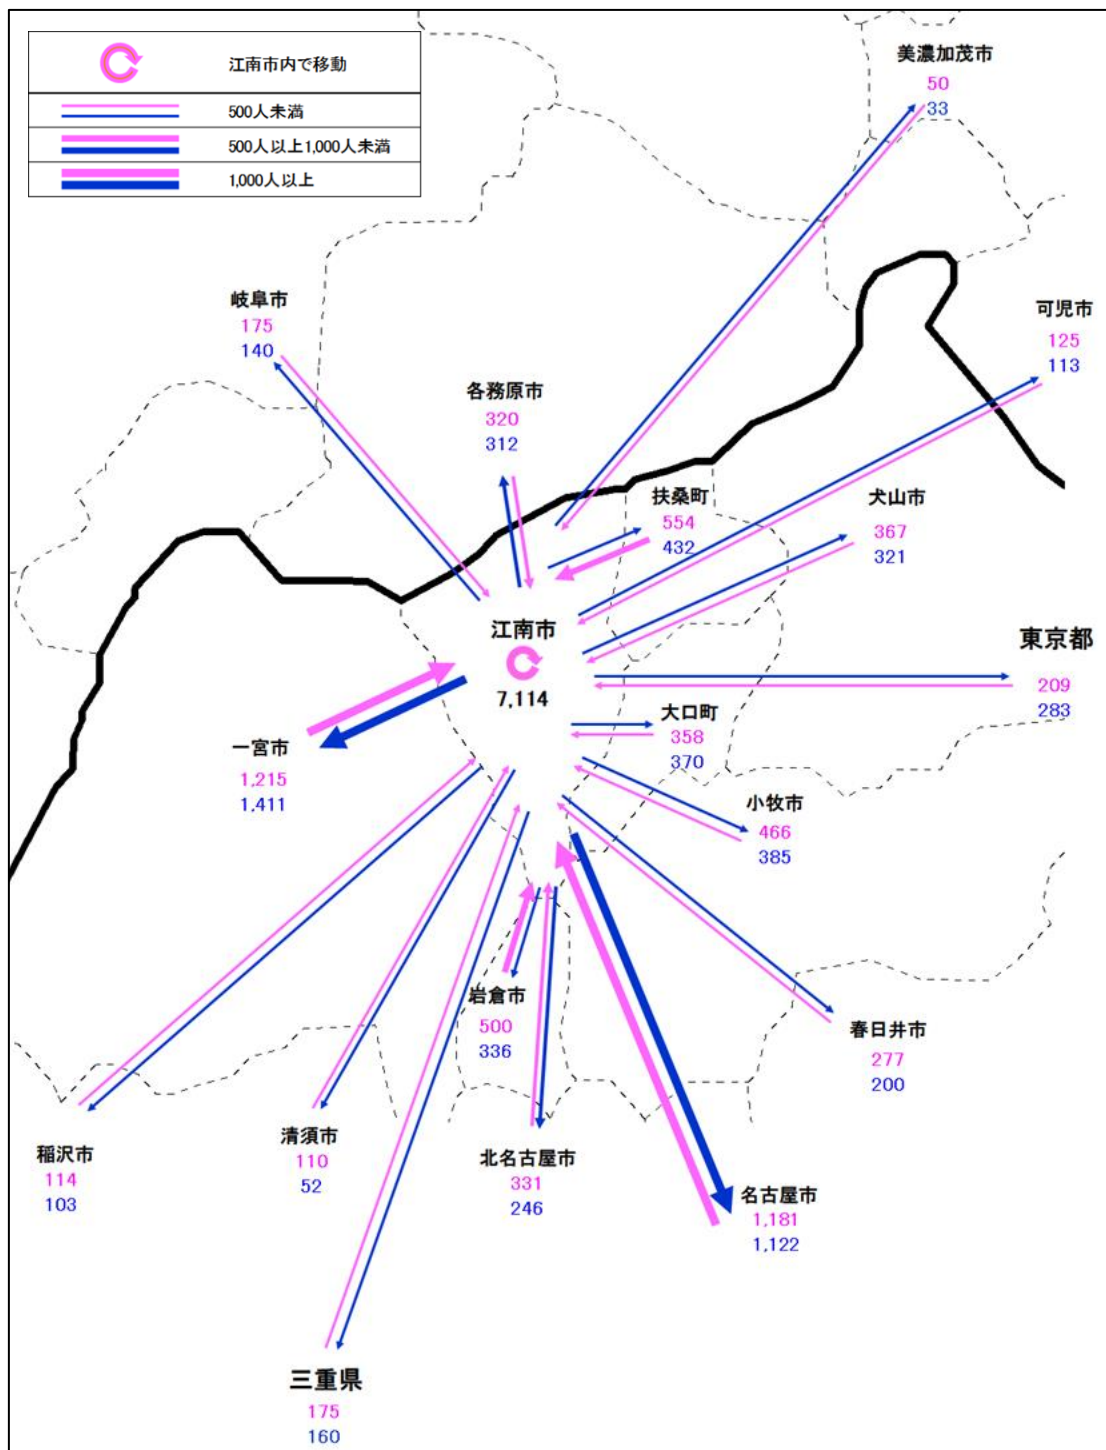 江南市内で移動
500人未満
500人以上1,000人未満
1,000人以上
美濃加茂市
50
33
岐阜市
175
140
可児市
125
113
各務原市
320
312
扶桑町
554
432
犬山市
367
321
江南市
7,114
東京都
209
283
大口町
358
370
一宮市
1,215
1,411
小牧市
466
385
岩倉市
500
336
春日井市
277
200
稲沢市
114
103
清須市
110
52
北名古屋市
331
246
名古屋市
1,181
1,122
三重県
175
160